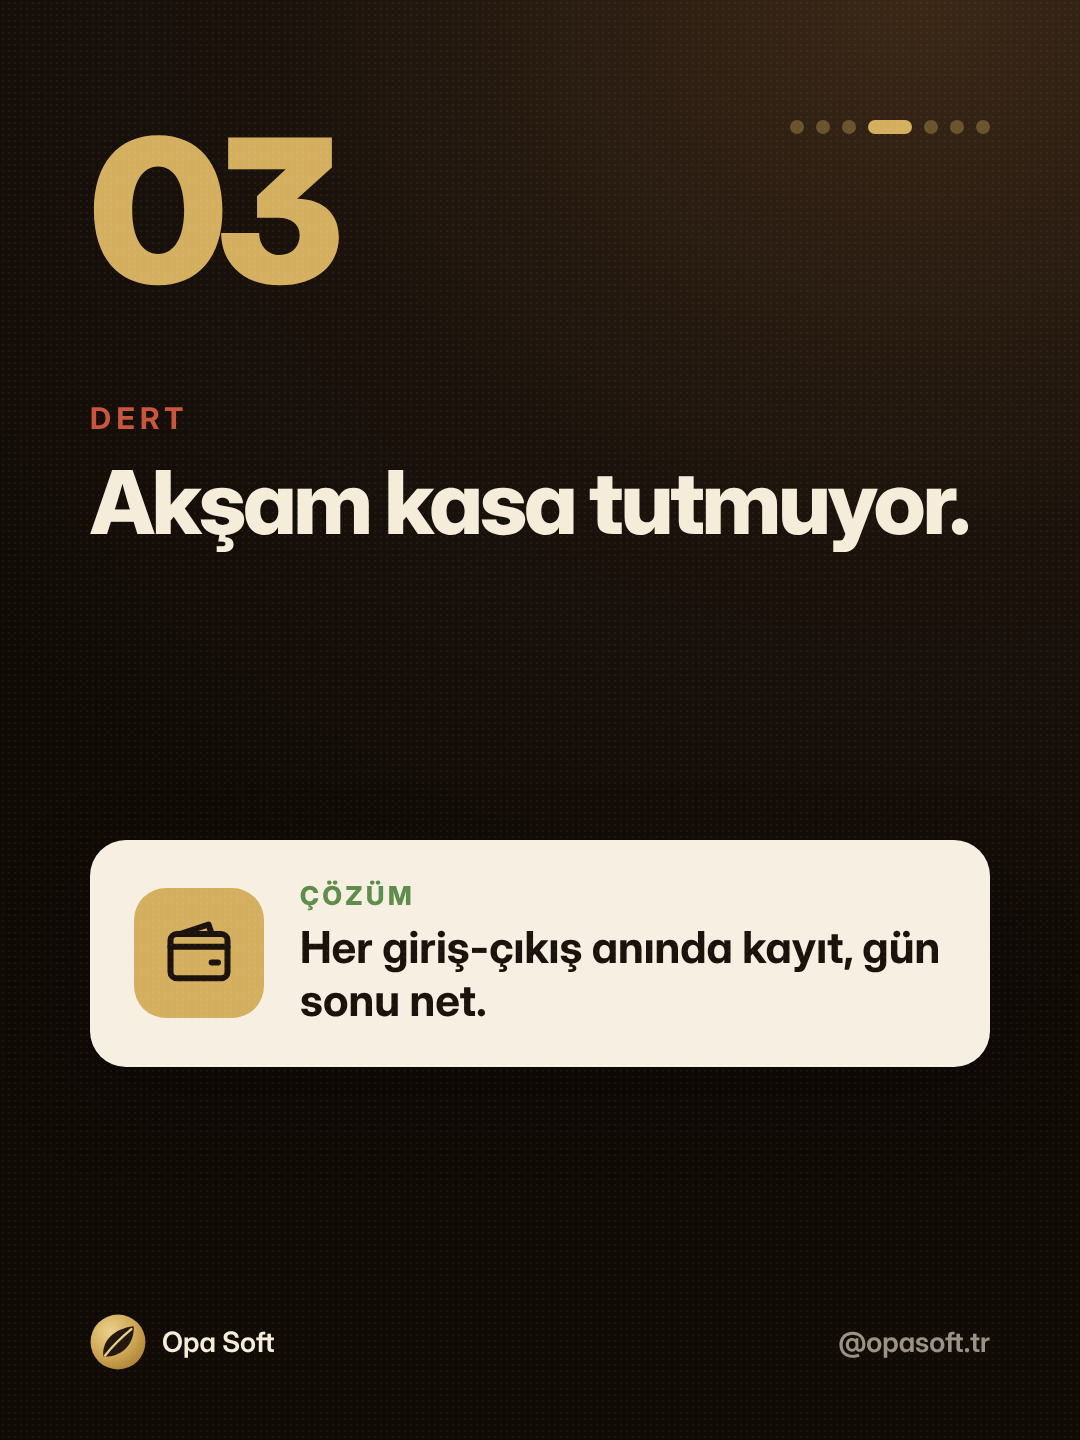 03
DERT
Akşam kasa tutmuyor.
ÇÖZÜM
Her giriş-çıkış anında kayıt, gün
sonu net.
Opa Soft
@opasoft.tr